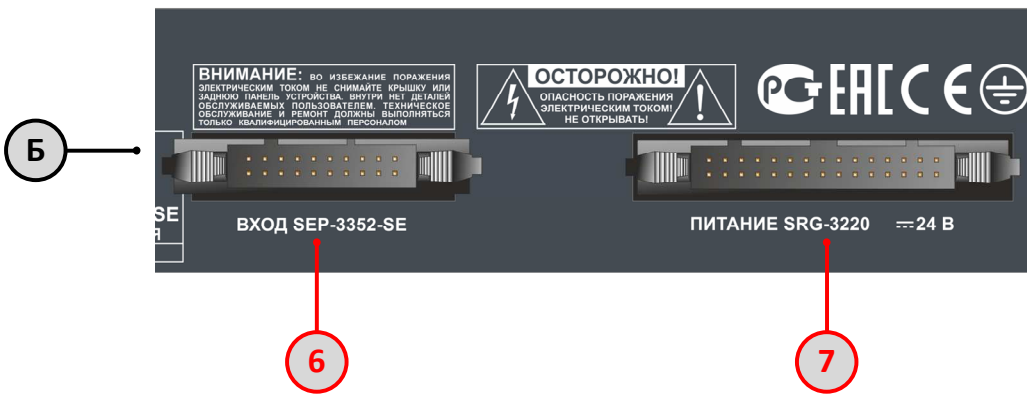 ВНИМАНИЕ: ВО ИЗБЕЖАНИЕ ПОРАЖЕНИЯ
ЭЛЕКТРИЧЕСКИМ ТОКОМ НЕ СНИМАЙТЕ КРЫШКУ ИЛИ
ЗАДНЮЮ ПАНЕЛЬ УСТРОЙСТВА. ВНУТРИ НЕТ ДЕТАЛЕЙ
ОБСЛУЖИВАЕМЫХ ПОЛЬЗОВАТЕЛЕМ. ТЕХНИЧЕСКОЕ
ОБСЛУЖИВАНИЕ И РЕМОНТ ДОЛЖНЫ ВЫПОЛНЯТЬСЯ
ТОЛЬКО КВАЛИФИЦИРОВАННЫМ ПЕРСОНАЛОМ
ОСТОРОЖНО!
ОПАСНОСТЬ ПОРАЖЕНИЯ
ЭЛЕКТРИЧЕСКИМ ТОКОМ!
НЕ ОТКРЫВАТЬ!
РСТ EAC CE
Б
SE
Я
ВХОД SEP-3352-SE
ПИТАНИЕ SRG-3220 ⎓24 В
6
7